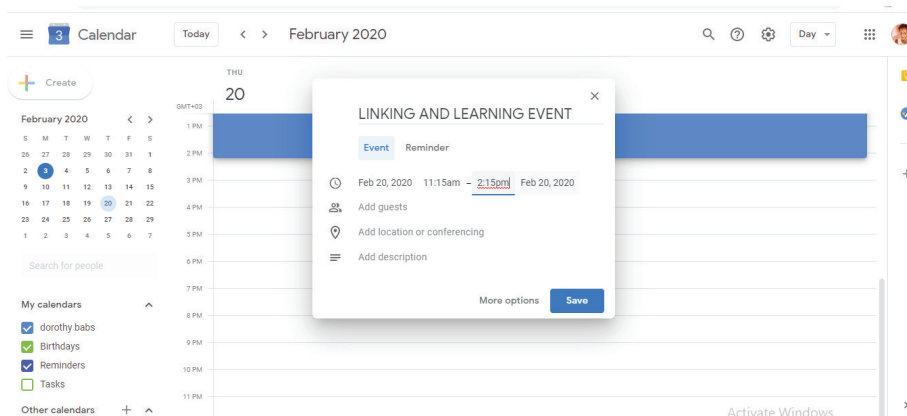 3 Calendar Today February 2020 Day
Create
February 2020
S M T W T F S
26 27 28 29 30 31 1
2 3 4 5 6 7 8
9 10 11 12 13 14 15
16 17 18 19 20 21 22
23 24 25 26 27 28 29
1 2 3 4 5 6 7
Search for people
My calendars
dorothy babs
Birthdays
Reminders
Tasks
Other calendars
THU
20
GMT+03
1 PM
2 PM
3 PM
4 PM
5 PM
6 PM
7 PM
8 PM
9 PM
10 PM
11 PM
LINKING AND LEARNING EVENT
Event Reminder
Feb 20, 2020 11:15am – 2:15pm Feb 20, 2020
Add guests
Add location or conferencing
Add description
More options Save
Activate Windows